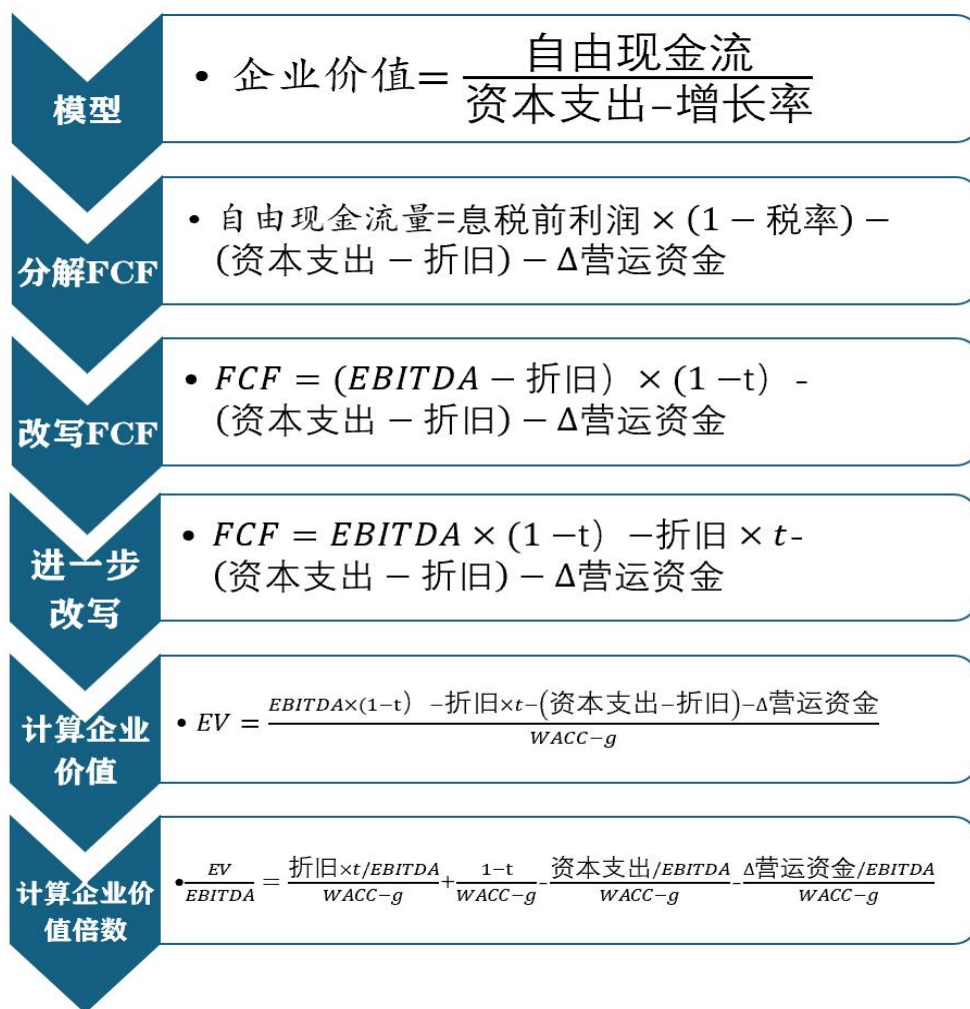 模型
• 企业价值=自由现金流/资本支出−增长率
分解FCF
• 自由现金流量=息税前利润 × (1 − 税率) −
(资本支出 − 折旧) − Δ营运资金
改写FCF
• FCF = (EBITDA − 折旧） × (1 −t） -
(资本支出 − 折旧) − Δ营运资金
进一步
改写
• FCF = EBITDA × (1 −t） −折旧 × t-
(资本支出 − 折旧) − Δ营运资金
计算企业
价值
• EV = EBITDA×(1−t） −折旧×t−(资本支出−折旧)−Δ营运资金/WACC−g
计算企业价
值倍数
•EV/EBITDA = 折旧×t/EBITDA/WACC−g + 1−t/WACC−g - 资本支出/EBITDA/WACC−g - Δ营运资金/EBITDA/WACC−g